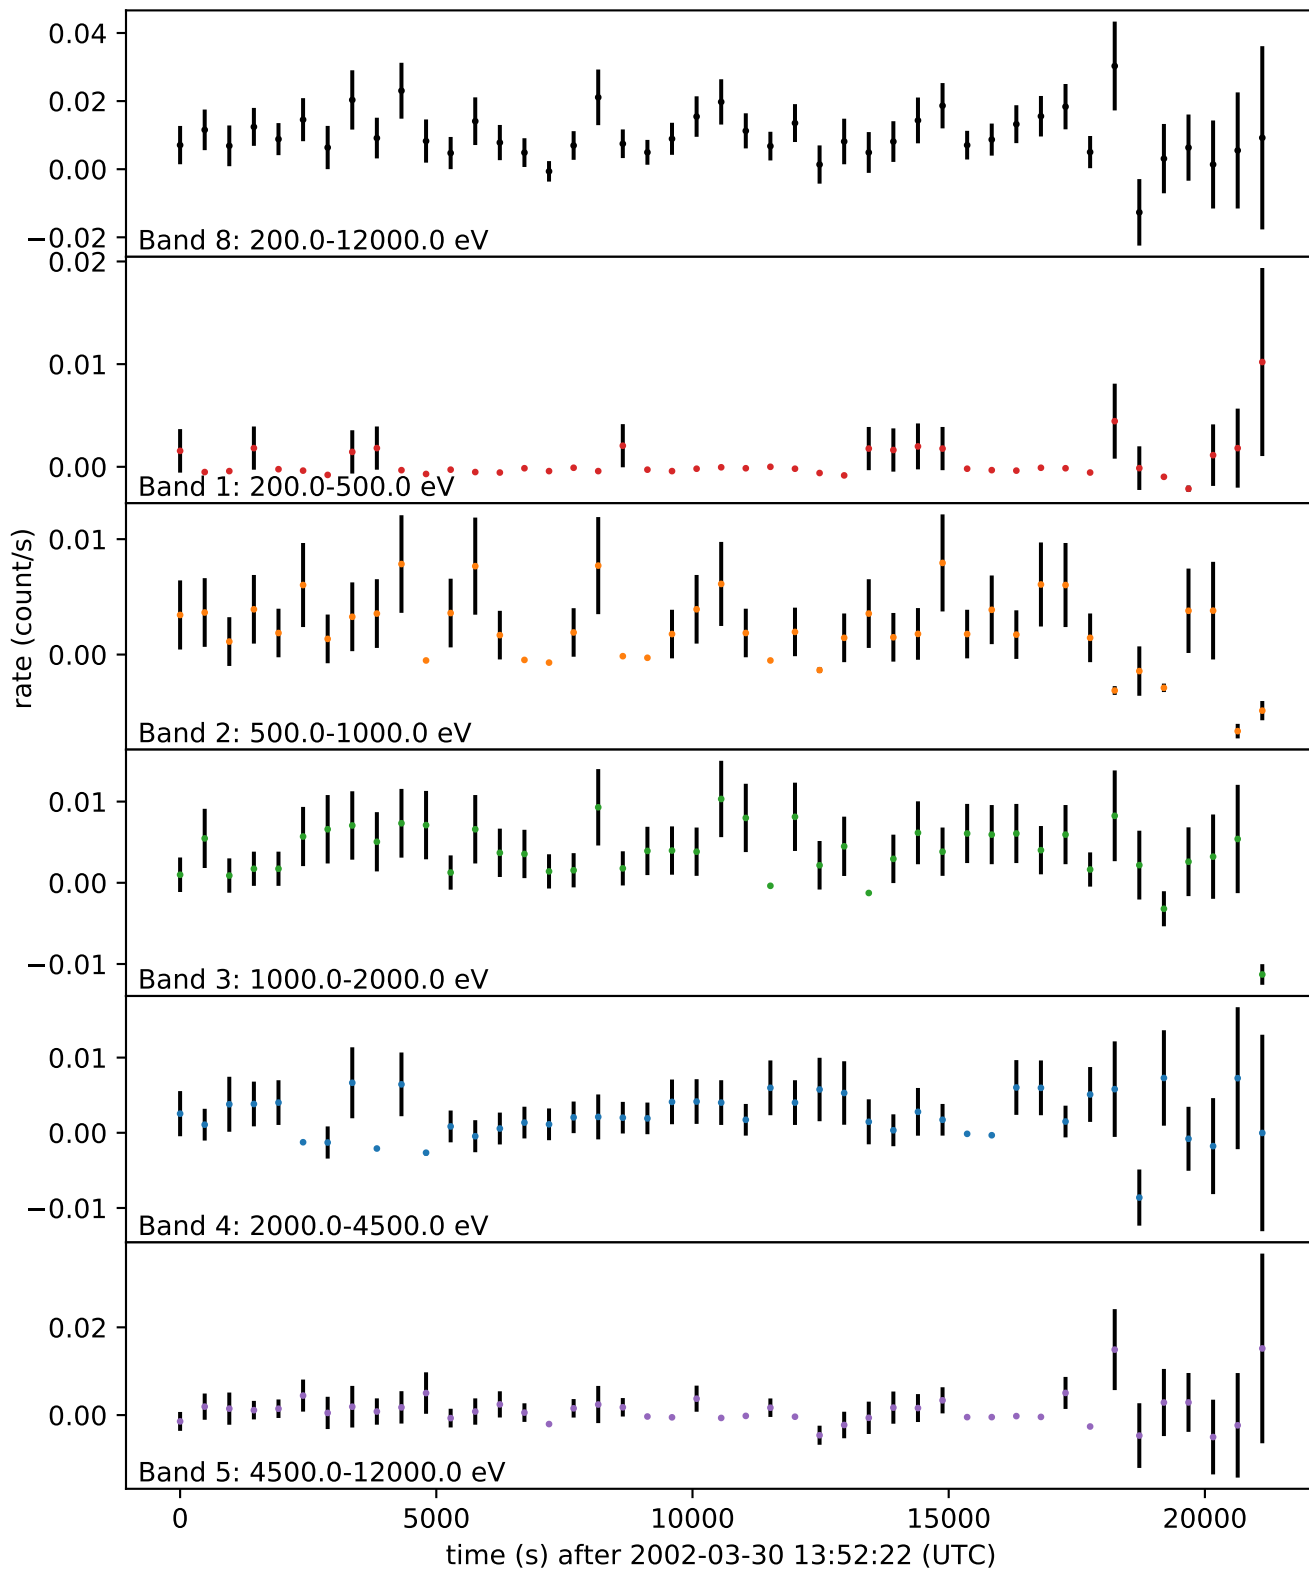 0.04
0.02
0.00
−0.02
Band 8: 200.0-12000.0 eV
0.02
0.01
0.00
Band 1: 200.0-500.0 eV
0.01
0.00
Band 2: 500.0-1000.0 eV
rate (count/s)
0.01
0.00
−0.01
Band 3: 1000.0-2000.0 eV
0.01
0.00
−0.01
Band 4: 2000.0-4500.0 eV
0.02
0.00
Band 5: 4500.0-12000.0 eV
0 5000 10000 15000 20000
time (s) after 2002-03-30 13:52:22 (UTC)